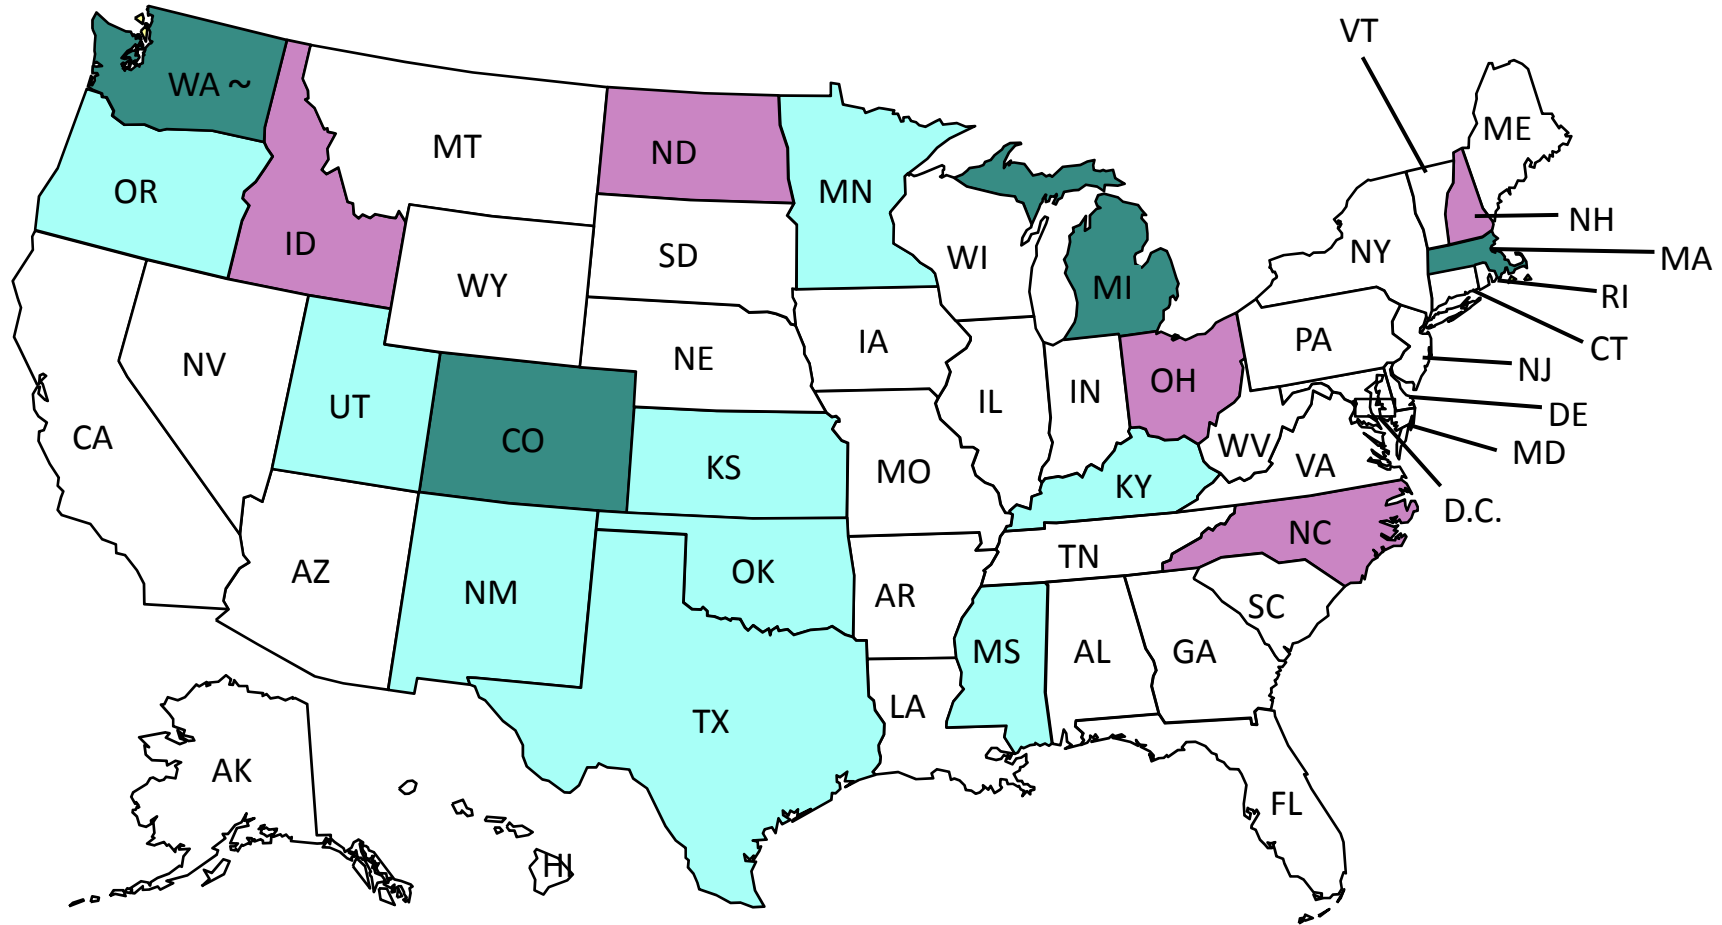 VT
WA ~
ME
MT
ND
OR
MN
NH
ID
NY
SD
WI
MA
WY
MI
RI
IA
PA
CT
NE
NV
NJ
OH
IN
UT
IL
DE
CA
CO
WV
MD
KS
MO
VA
KY
D.C.
NC
TN
AZ
OK
NM
AR
SC
MS
AL
GA
LA
TX
AK
FL
HI